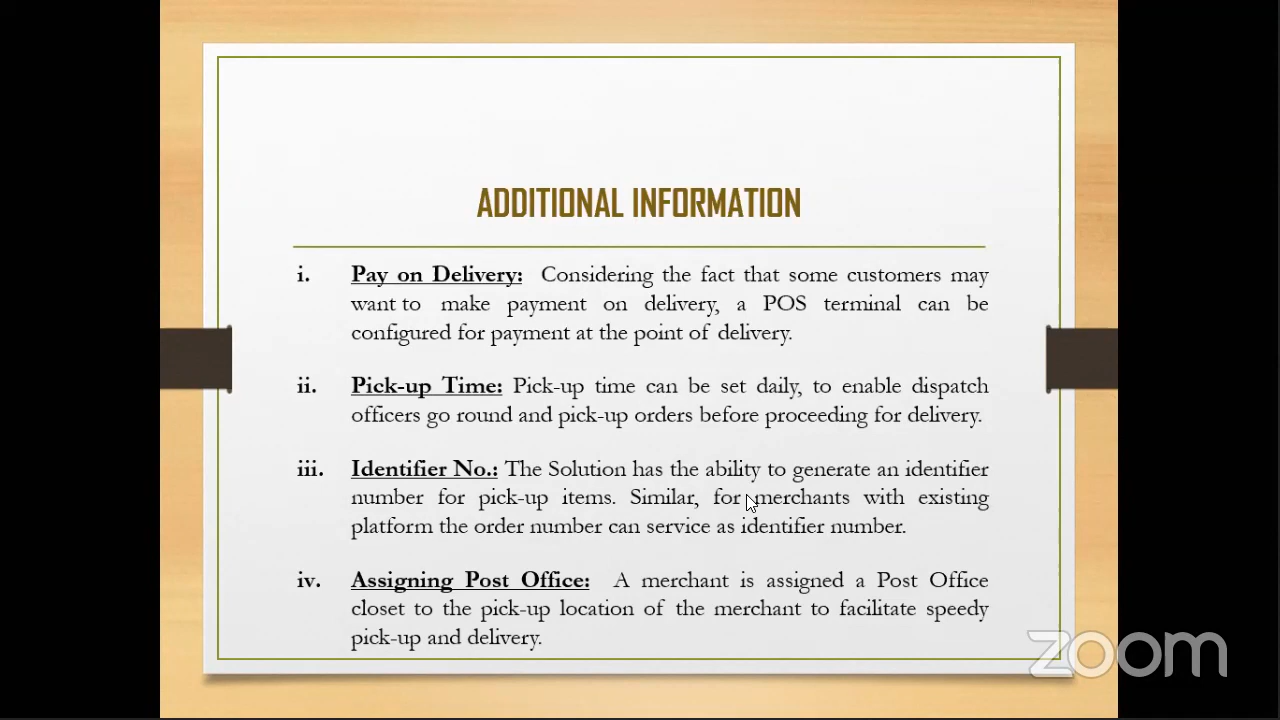 ADDITIONAL INFORMATION
i. Pay on Delivery: Considering the fact that some customers may
want to make payment on delivery, a POS terminal can be
configured for payment at the point of delivery.
ii. Pick-up Time: Pick-up time can be set daily, to enable dispatch
officers go round and pick-up orders before proceeding for delivery.
iii. Identifier No.: The Solution has the ability to generate an identifier
number for pick-up items. Similar, for merchants with existing
platform the order number can service as identifier number.
iv. Assigning Post Office: A merchant is assigned a Post Office
closet to the pick-up location of the merchant to facilitate speedy
pick-up and delivery.
zoom